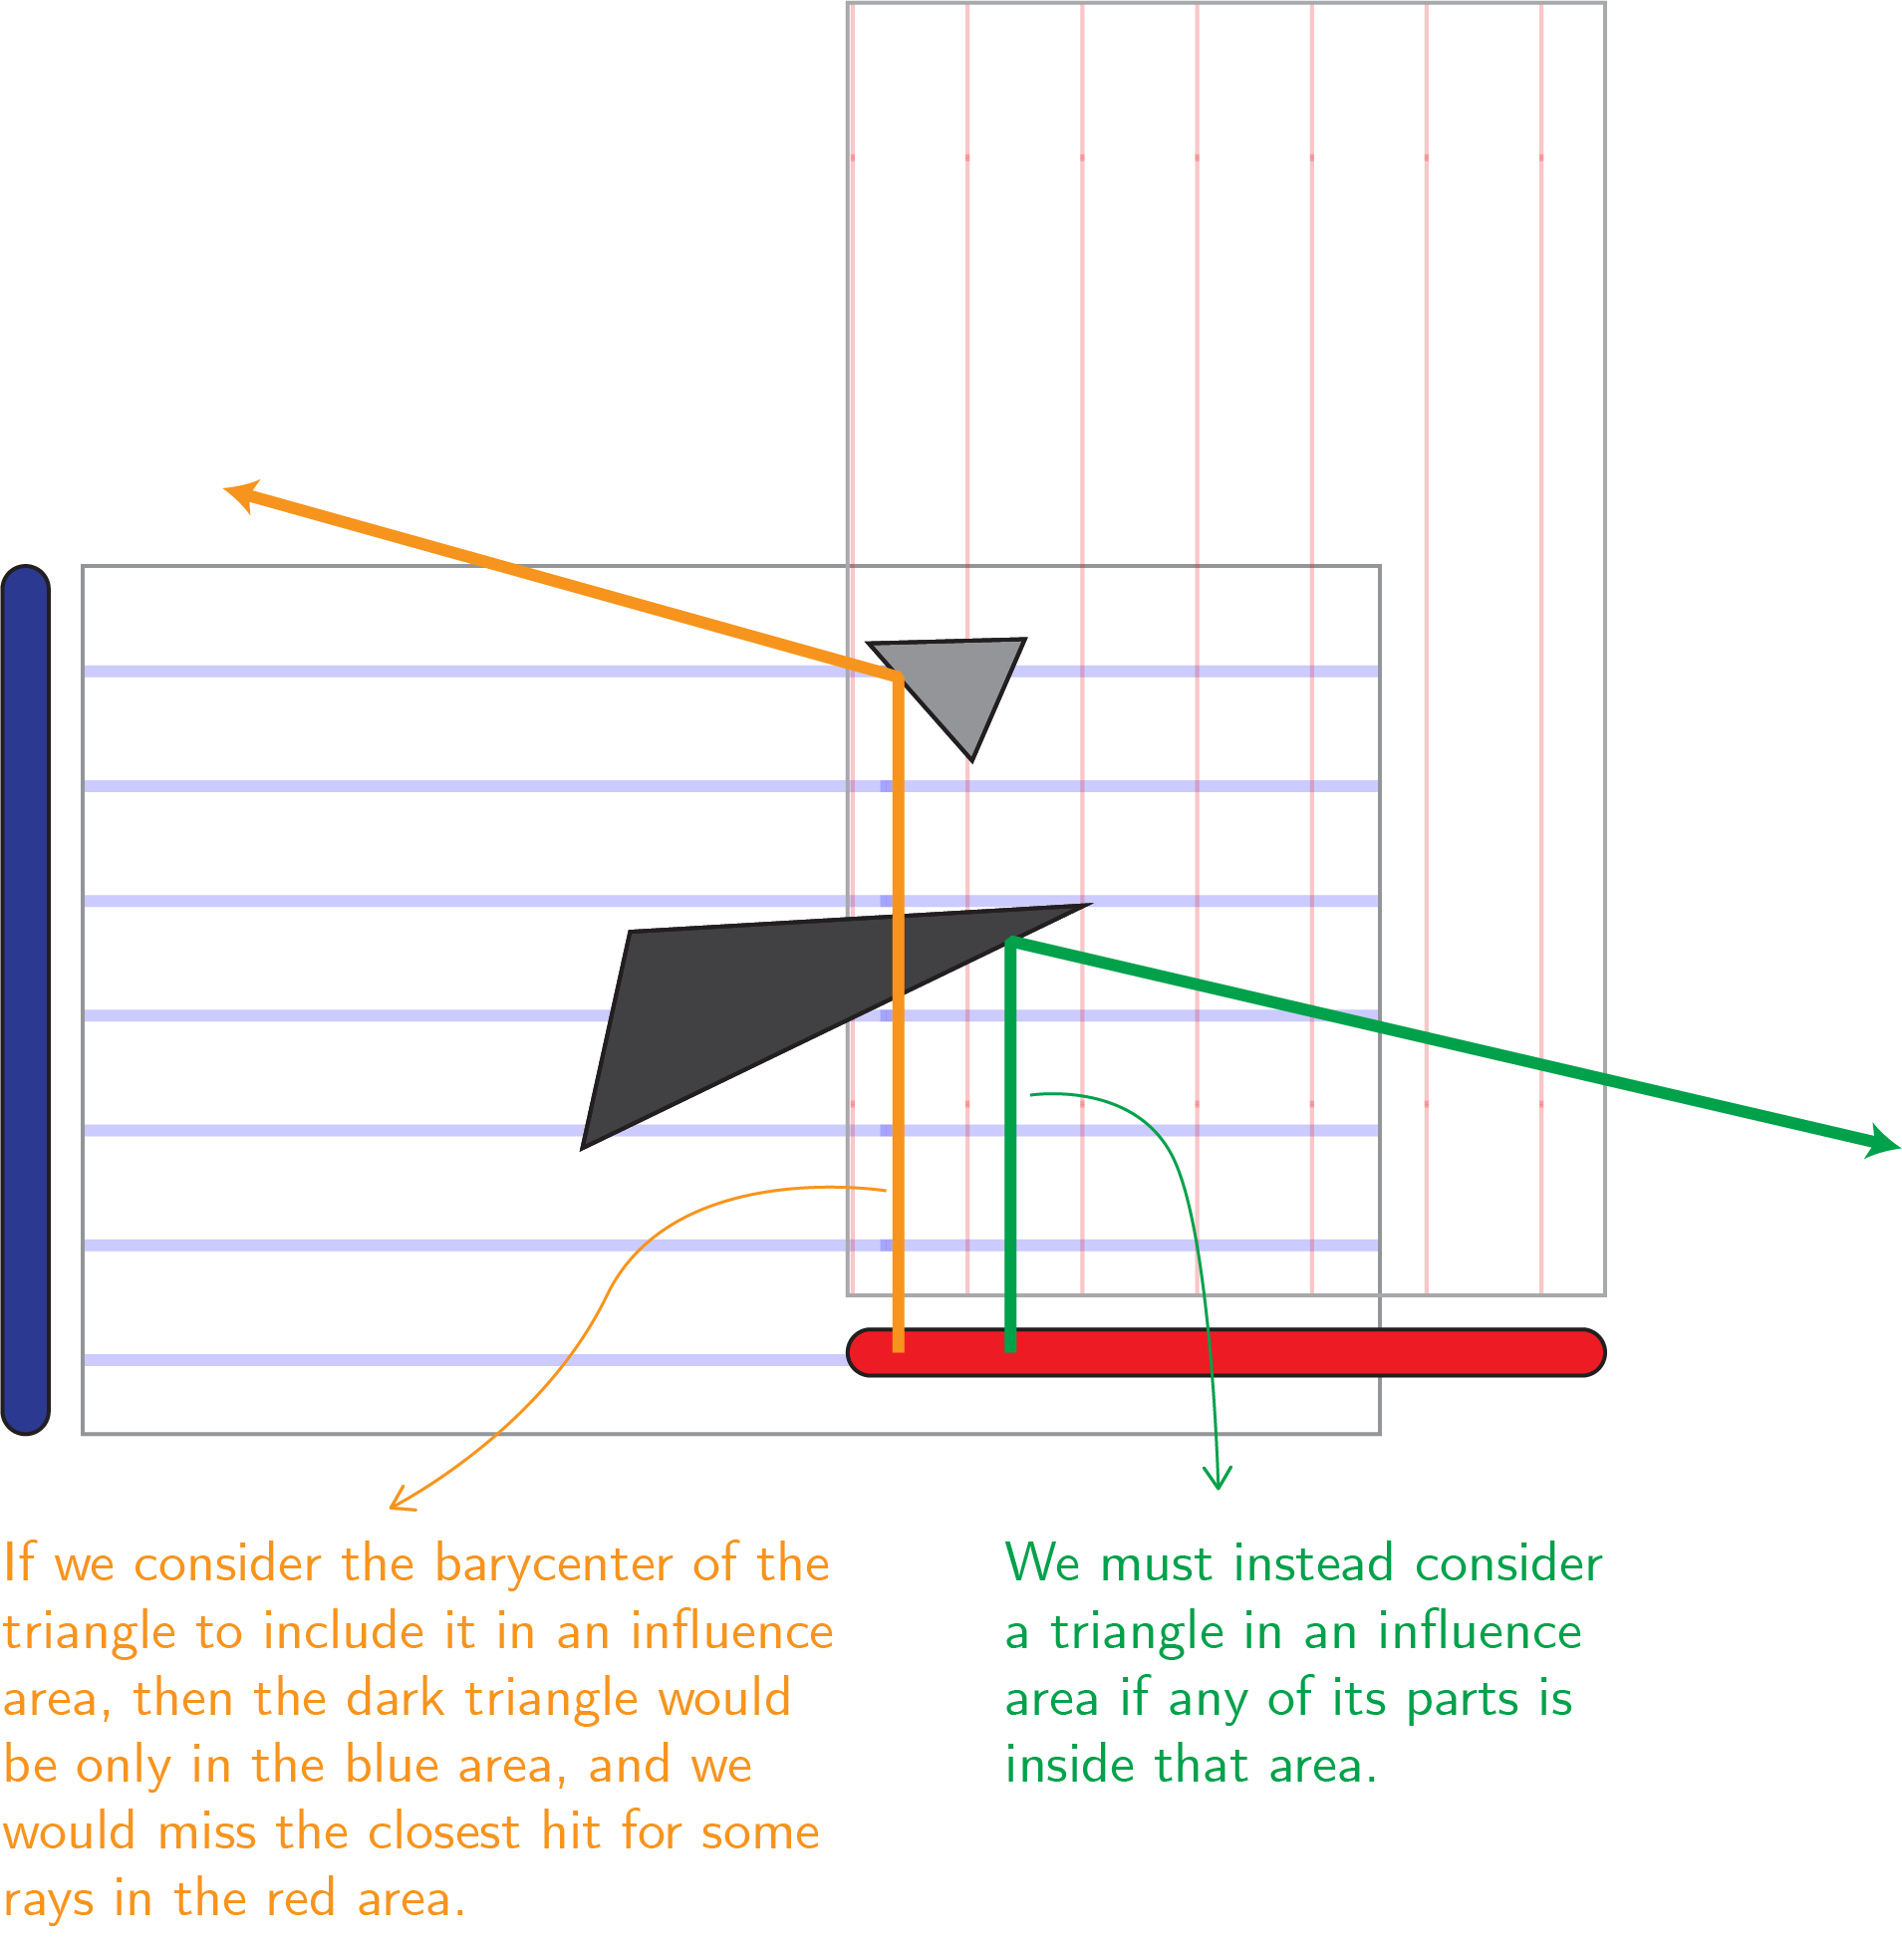 If we consider the barycenter of the
triangle to include it in an influence
area, then the dark triangle would
be only in the blue area, and we
would miss the closest hit for some
rays in the red area.
We must instead consider
a triangle in an influence
area if any of its parts is
inside that area.